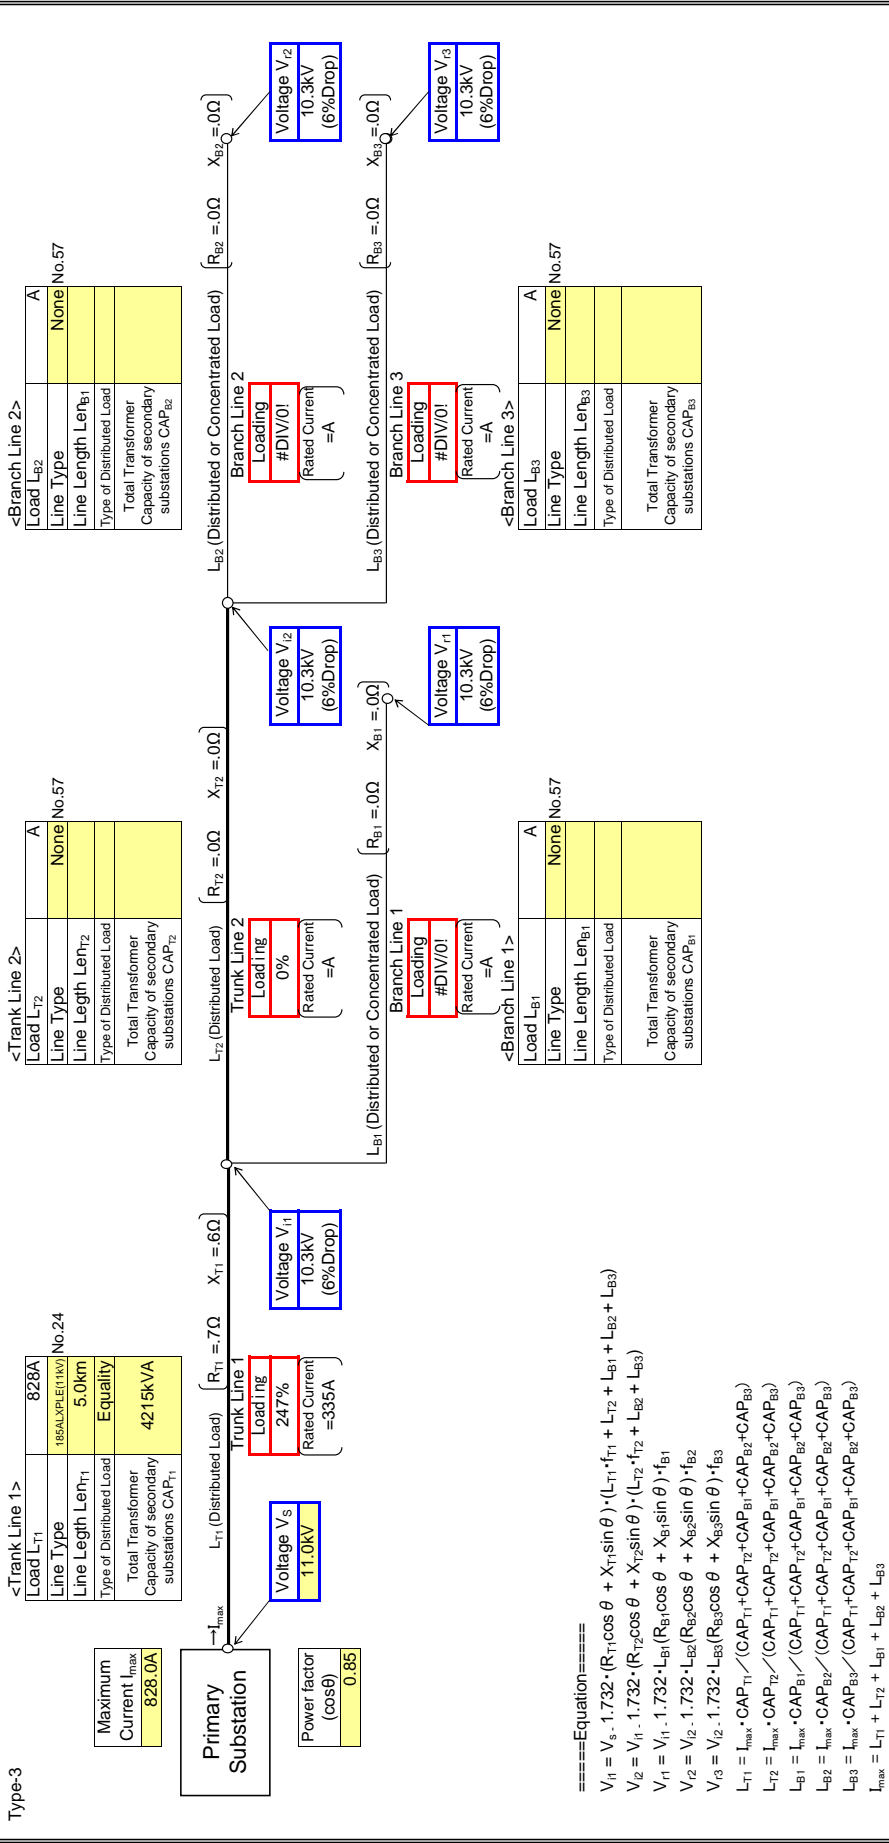 Type-3
Maximum
Current Imax
828.0A
Primary
Substation
Power factor
(cosθ)
0.85
→Imax
Voltage VS
11.0kV
<Trank Line 1>
Load LT1 828A
Line Type 185ALXPLE(11kV) No.24
Line Legth LenT1 5.0km
Type of Distributed Load Equality
Total Transformer
Capacity of secondary
substations CAPT1
4215kVA
LT1 (Distributed Load)
RT1 =.7Ω XT1 =.6Ω
Trunk Line 1
Loading
247%
Rated Current
=335A
Voltage Vi1
10.3kV
(6%Drop)
<Trank Line 2>
Load LT2 A
Line Type None No.57
Line Legth LenT2
Type of Distributed Load
Total Transformer
Capacity of secondary
substations CAPT2
LT2 (Distributed Load)
RT2 =.0Ω XT2 =.0Ω
Trunk Line 2
Loading
0%
Rated Current
=A
Voltage Vi2
10.3kV
(6%Drop)
LB1 (Distributed or Concentrated Load)
RB1 =.0Ω XB1 =.0Ω
Branch Line 1
Loading
#DIV/0!
Rated Current
=A
Voltage Vr1
10.3kV
(6%Drop)
<Branch Line 1>
Load LB1 A
Line Type None No.57
Line Length LenB1
Type of Distributed Load
Total Transformer
Capacity of secondary
substations CAPB1
<Branch Line 2>
Load LB2 A
Line Type None No.57
Line Length LenB1
Type of Distributed Load
Total Transformer
Capacity of secondary
substations CAPB2
LB2 (Distributed or Concentrated Load)
RB2 =.0Ω XB2 =.0Ω
Branch Line 2
Loading
#DIV/0!
Rated Current
=A
Voltage Vr2
10.3kV
(6%Drop)
LB3 (Distributed or Concentrated Load)
RB3 =.0Ω XB3 =.0Ω
Branch Line 3
Loading
#DIV/0!
Rated Current
=A
Voltage Vr3
10.3kV
(6%Drop)
<Branch Line 3>
Load LB3 A
Line Type None No.57
Line Length LenB3
Type of Distributed Load
Total Transformer
Capacity of secondary
substations CAPB3
=====Equation=====
Vi1 = Vs - 1.732・(RT1cosθ + XT1sinθ)・(LT1・fT1 + LT2 + LB1 + LB2 + LB3)
Vi2 = Vi1 - 1.732・(RT2cosθ + XT2sinθ)・(LT2・fT2 + LB2 + LB3)
Vr1 = Vi1 - 1.732・LB1(RB1cosθ + XB1sinθ)・fB1
Vr2 = Vi2 - 1.732・LB2(RB2cosθ + XB2sinθ)・fB2
Vr3 = Vi2 - 1.732・LB3(RB3cosθ + XB3sinθ)・fB3
LT1 = Imax・CAPT1／(CAPT1+CAPT2+CAPB1+CAPB2+CAPB3)
LT2 = Imax・CAPT2／(CAPT1+CAPT2+CAPB1+CAPB2+CAPB3)
LB1 = Imax・CAPB1／(CAPT1+CAPT2+CAPB1+CAPB2+CAPB3)
LB2 = Imax・CAPB2／(CAPT1+CAPT2+CAPB1+CAPB2+CAPB3)
LB3 = Imax・CAPB3／(CAPT1+CAPT2+CAPB1+CAPB2+CAPB3)
Imax = LT1 + LT2 + LB1 + LB2 + LB3